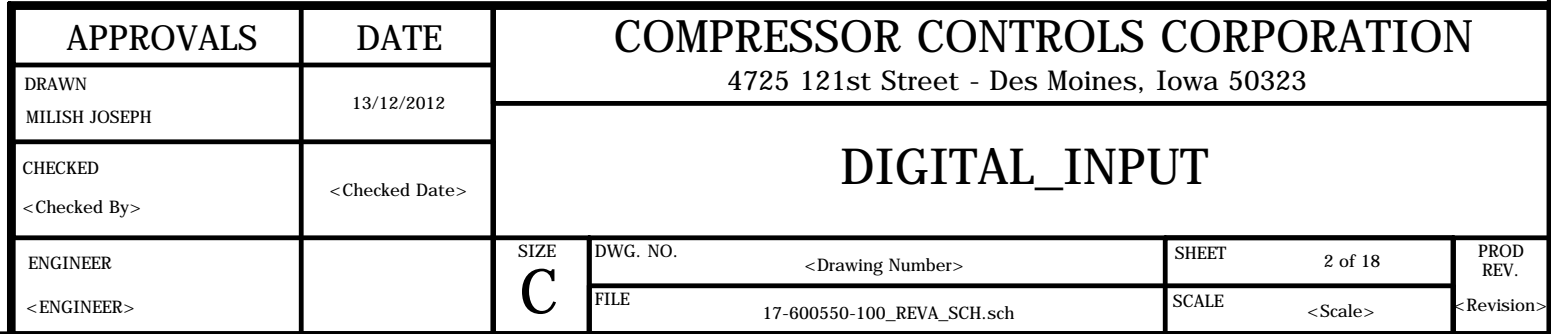 APPROVALS DATE COMPRESSOR CONTROLS CORPORATION
4725 121st Street - Des Moines, Iowa 50323
DRAWN
MILISH JOSEPH
13/12/2012
DIGITAL_INPUT
CHECKED
<Checked By>
<Checked Date>
ENGINEER
<ENGINEER>
SIZE
C
DWG. NO. <Drawing Number>
FILE 17-600550-100_REVA_SCH.sch
SHEET 2 of 18
SCALE <Scale>
PROD
REV.
<Revision>